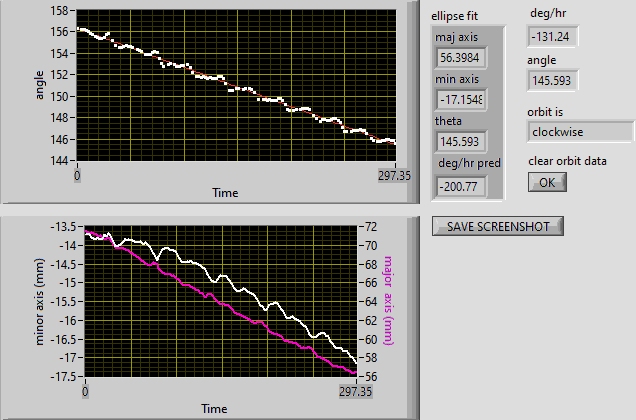 158
156
154
152
150
148
146
144
angle
0
297.35
Time
ellipse fit
maj axis
56.3984
min axis
-17.1548
theta
145.593
deg/hr pred
-200.77
deg/hr
-131.24
angle
145.593
orbit is
clockwise
clear orbit data
OK
SAVE SCREENSHOT
-13.5
-14
-14.5
-15
-15.5
-16
-16.5
-17
-17.5
minor axis (mm)
72
70
68
66
64
62
60
58
56
major axis (mm)
0
297.35
Time